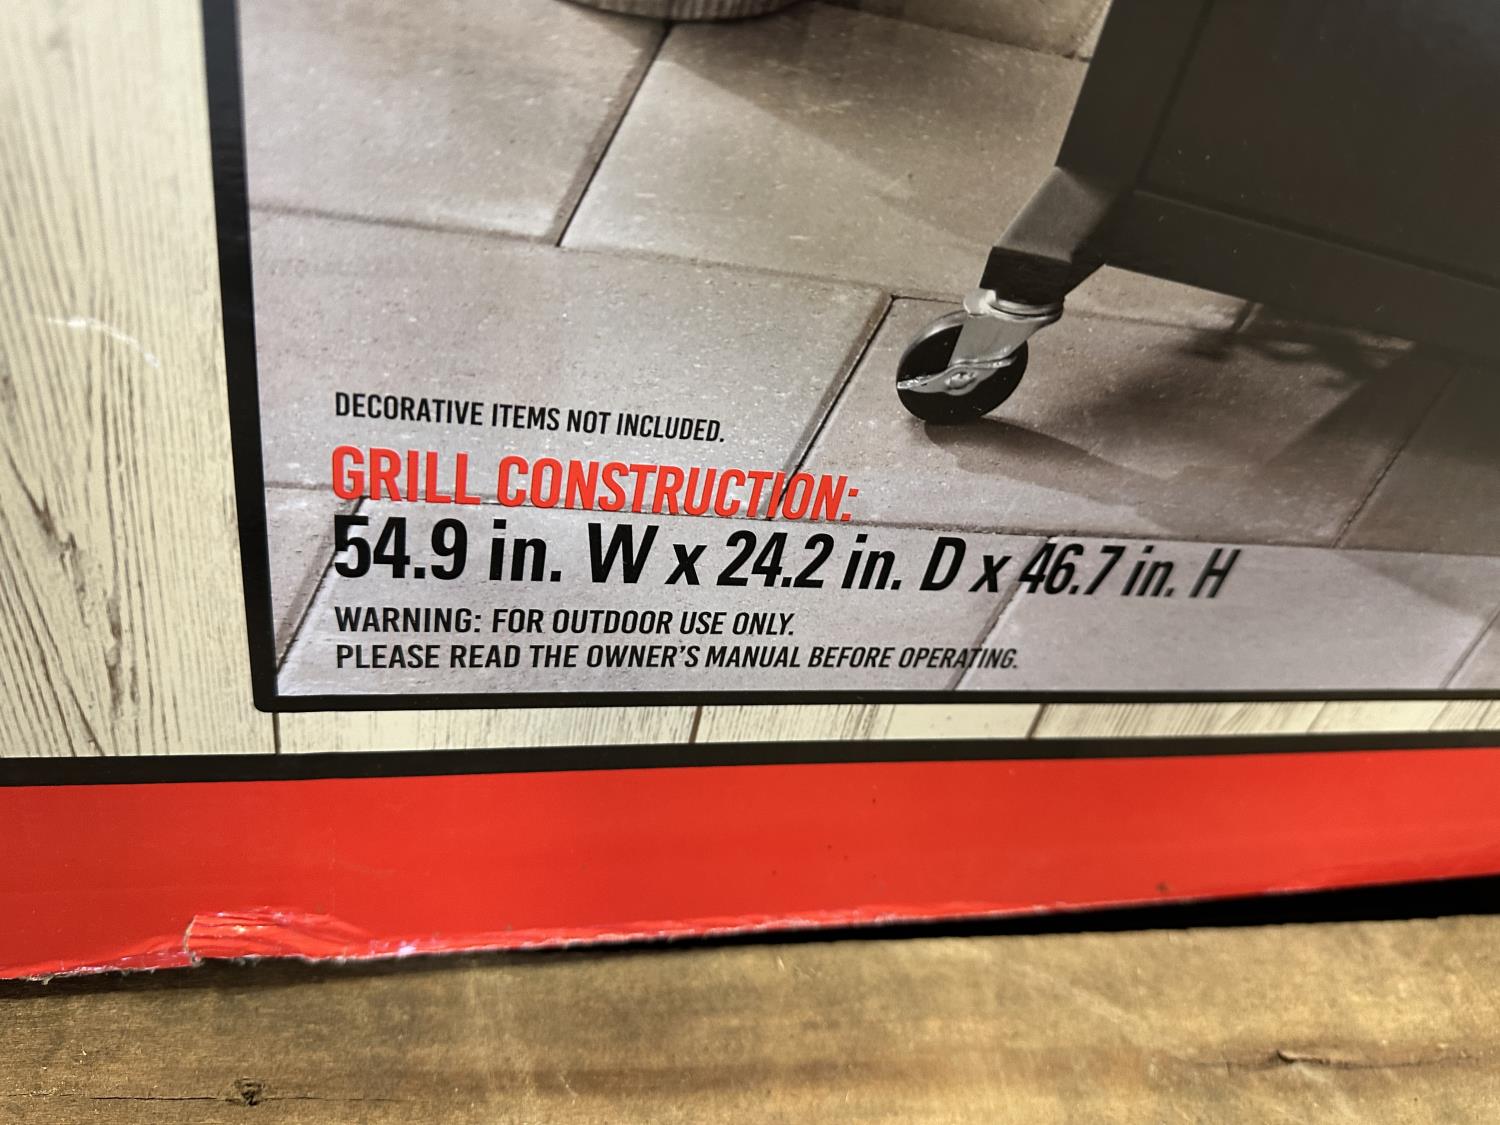 DECORATIVE ITEMS NOT INCLUDED.
GRILL CONSTRUCTION:
54.9 in. W x 24.2 in. D x 46.7 in. H
WARNING: FOR OUTDOOR USE ONLY.
PLEASE READ THE OWNER'S MANUAL BEFORE OPERATING.